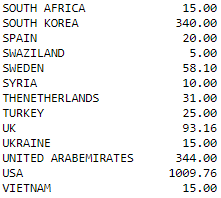 SOUTH AFRICA 15.00
SOUTH KOREA 340.00
SPAIN 20.00
SWAZILAND 5.00
SWEDEN 58.10
SYRIA 10.00
THENETHERLANDS 31.00
TURKEY 25.00
UK 93.16
UKRAINE 15.00
UNITED ARABEMIRATES 344.00
USA 1009.76
VIETNAM 15.00